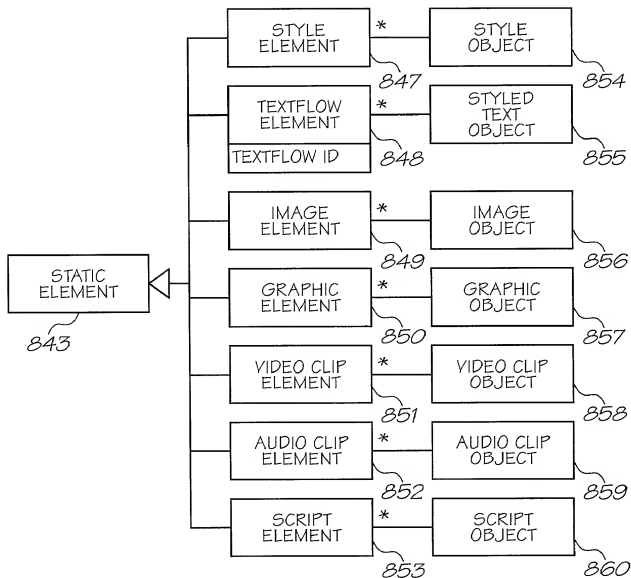 STYLE
ELEMENT
*
STYLE
OBJECT
847
854
TEXTFLOW
ELEMENT
*
STYLED
TEXT
OBJECT
TEXTFLOW ID
848
855
IMAGE
ELEMENT
*
IMAGE
OBJECT
849
856
STATIC
ELEMENT
843
GRAPHIC
ELEMENT
*
GRAPHIC
OBJECT
850
857
VIDEO CLIP
ELEMENT
*
VIDEO CLIP
OBJECT
851
858
AUDIO CLIP
ELEMENT
*
AUDIO CLIP
OBJECT
852
859
SCRIPT
ELEMENT
*
SCRIPT
OBJECT
853
860